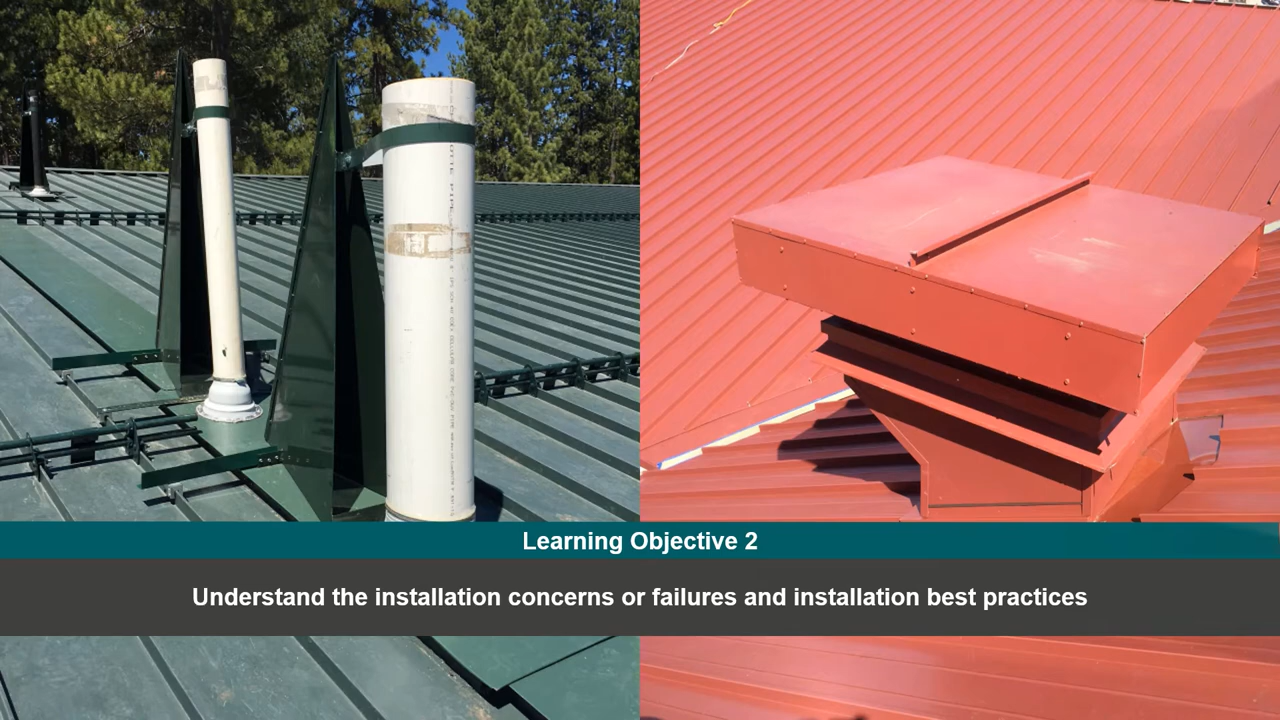 Learning Objective 2
Understand the installation concerns or failures and installation best practices